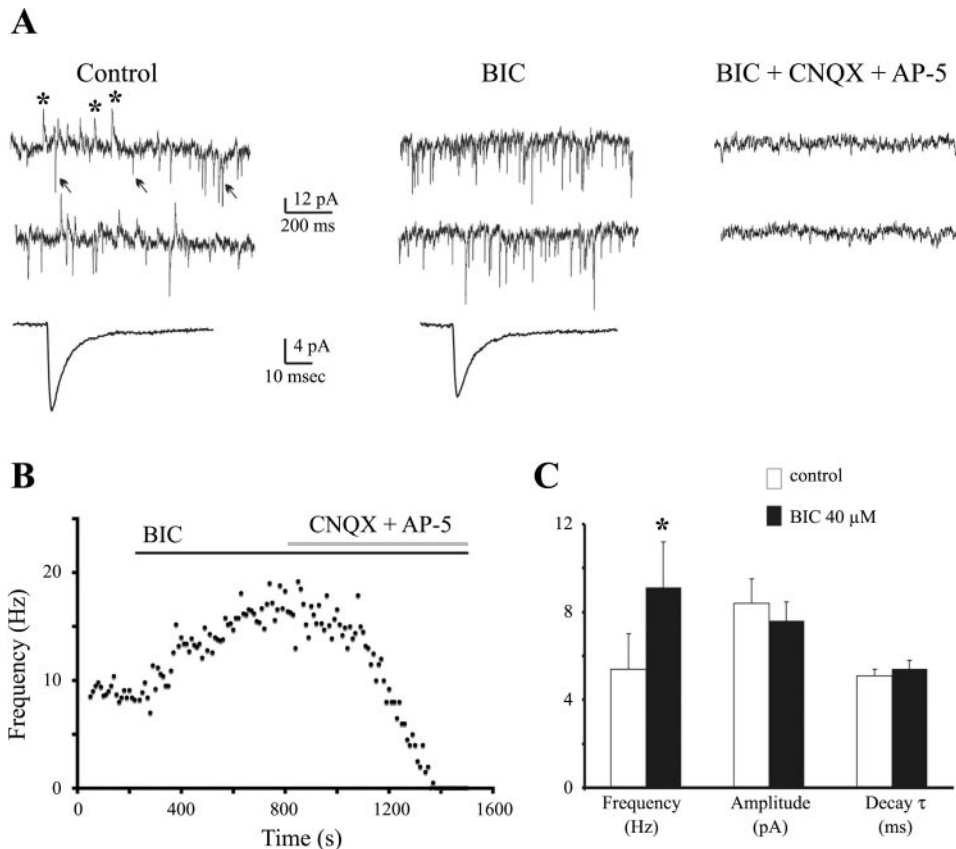 A
Control
BIC
BIC + CNQX + AP-5
* * *
12 pA
200 ms
4 pA
10 msec
B
BIC
CNQX + AP-5
Frequency (Hz)
20
10
0
0 400 800 1200 1600
Time (s)
C
control
BIC 40 µM
*
12
8
4
0
Frequency Amplitude Decay τ
(Hz) (pA) (ms)